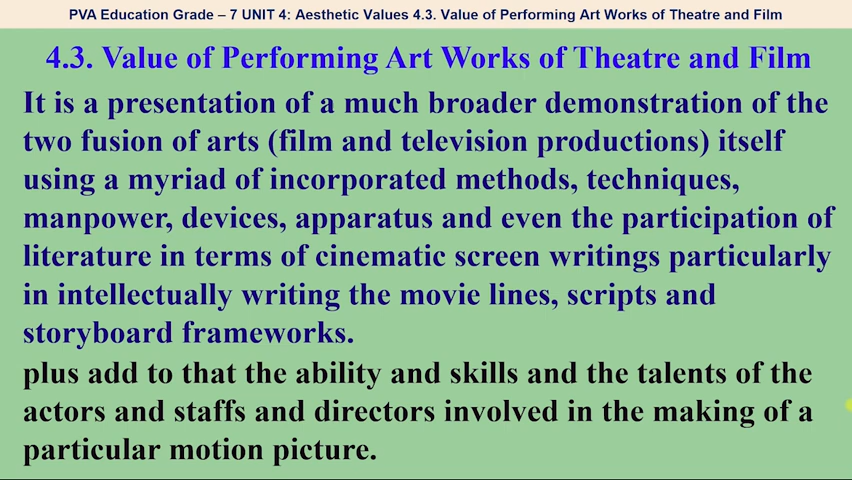 PVA Education Grade – 7 UNIT 4: Aesthetic Values 4.3. Value of Performing Art Works of Theatre and Film
4.3. Value of Performing Art Works of Theatre and Film
It is a presentation of a much broader demonstration of the
two fusion of arts (film and television productions) itself
using a myriad of incorporated methods, techniques,
manpower, devices, apparatus and even the participation of
literature in terms of cinematic screen writings particularly
in intellectually writing the movie lines, scripts and
storyboard frameworks.
plus add to that the ability and skills and the talents of the
actors and staffs and directors involved in the making of a
particular motion picture.